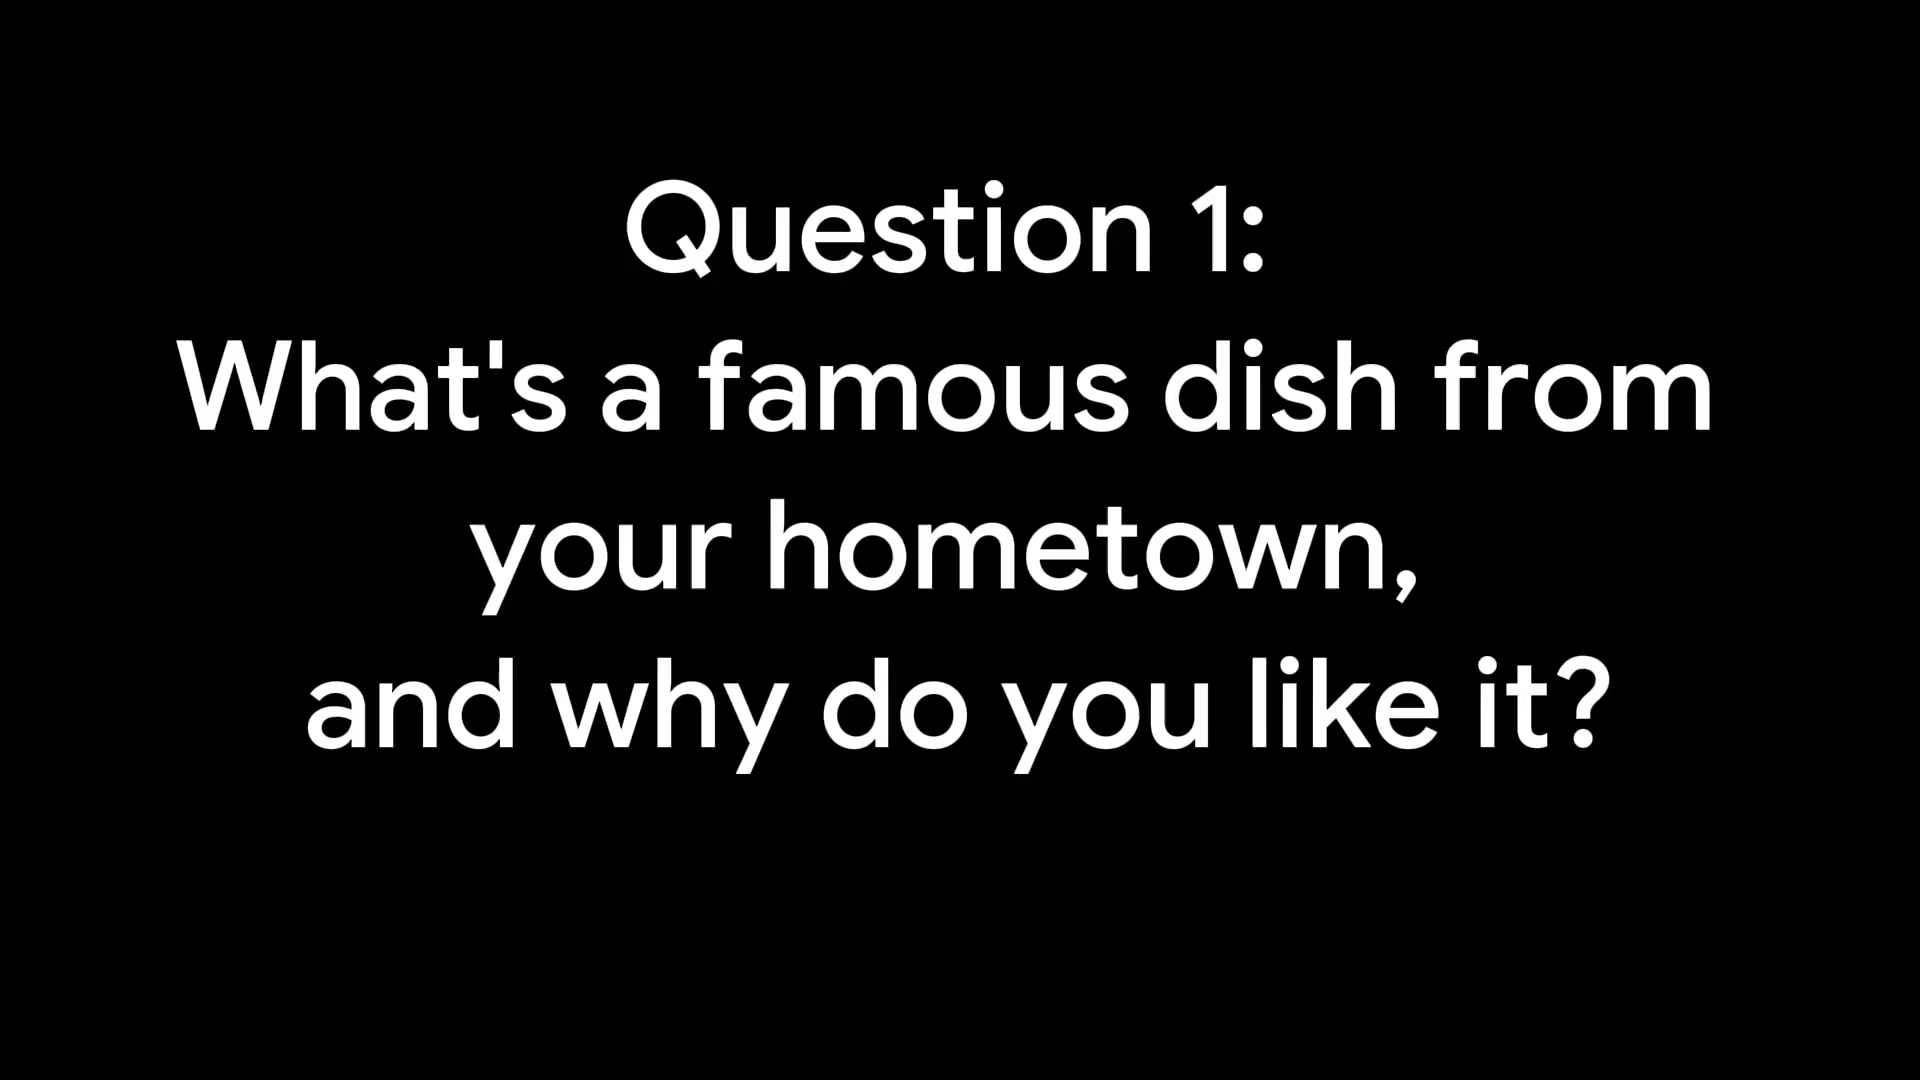 Question 1:
What's a famous dish from
your hometown,
and why do you like it?